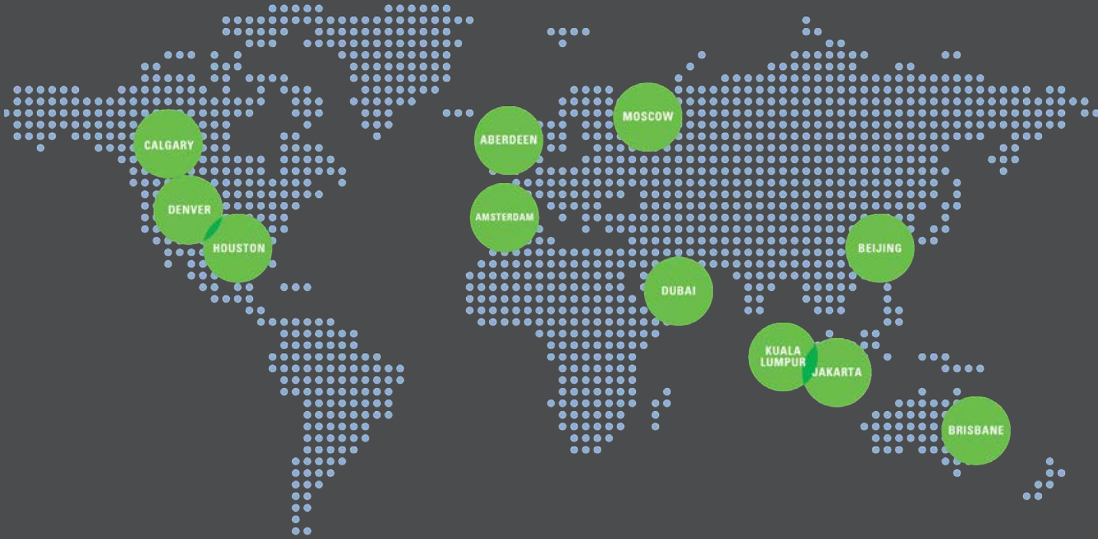 MOSCOW
ABERDEEN
CALGARY
DENVER
AMSTERDAM
HOUSTON
BEIJING
DUBAI
KUALA
LUMPUR
JAKARTA
BRISBANE